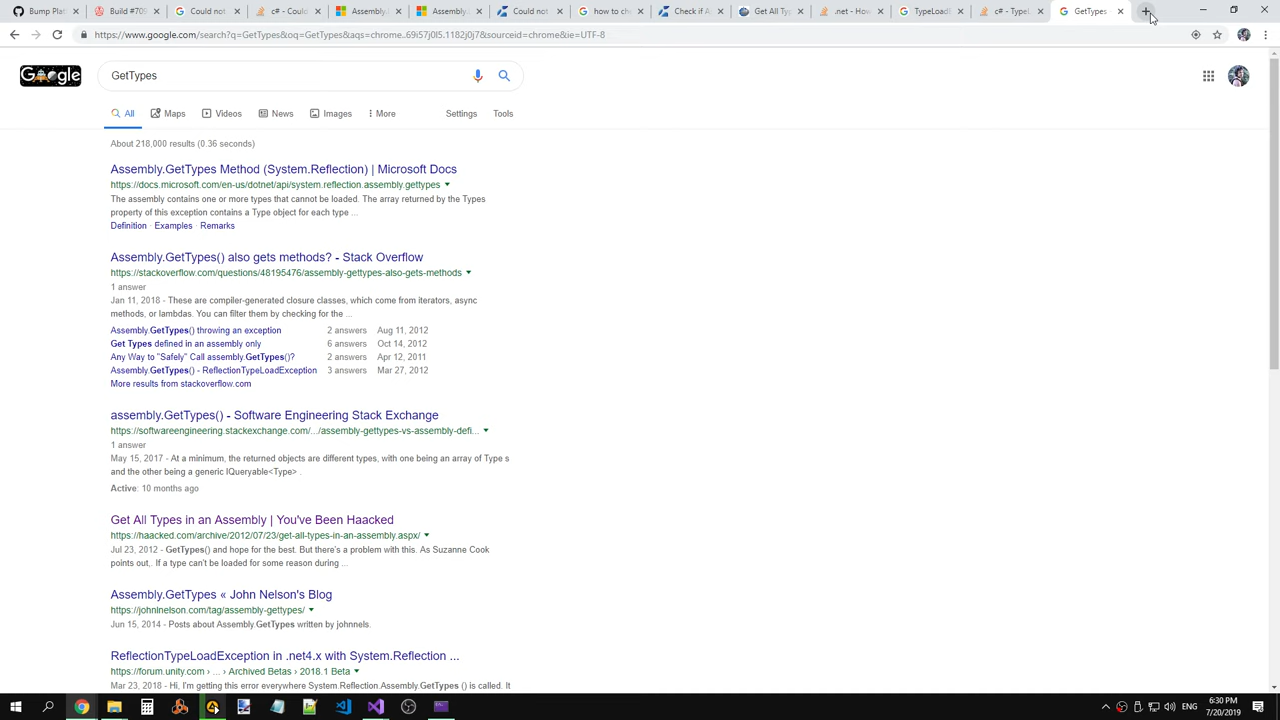 Bump Plat
Build #705
Could not
c# - Could
Assembly
Assembly
Could not
how to ch
Check if A
Get All Ty
.net - How
TypeLoad
c# - TypeL
GetTypes
https://www.google.com/search?q=GetTypes&oq=GetTypes&aqs=chrome..69i57j0l5.1182j0j7&sourceid=chrome&ie=UTF-8
Google
GetTypes
All
Maps
Videos
News
Images
More
Settings
Tools
About 218,000 results (0.36 seconds)
Assembly.GetTypes Method (System.Reflection) | Microsoft Docs
https://docs.microsoft.com/en-us/dotnet/api/system.reflection.assembly.gettypes
The assembly contains one or more types that cannot be loaded. The array returned by the Types
property of this exception contains a Type object for each type ...
Definition · Examples · Remarks
Assembly.GetTypes() also gets methods? - Stack Overflow
https://stackoverflow.com/questions/48195476/assembly-gettypes-also-gets-methods
1 answer
Jan 11, 2018 - These are compiler-generated closure classes, which come from iterators, async
methods, or lambdas. You can filter them by checking for the ...
Assembly.GetTypes() throwing an exception 2 answers Aug 11, 2012
Get Types defined in an assembly only 6 answers Oct 14, 2012
Any Way to "Safely" Call assembly.GetTypes()? 2 answers Apr 12, 2011
Assembly.GetTypes() - ReflectionTypeLoadException 3 answers Mar 27, 2012
More results from stackoverflow.com
assembly.GetTypes() - Software Engineering Stack Exchange
https://softwareengineering.stackexchange.com/.../assembly-gettypes-vs-assembly-defi...
1 answer
May 15, 2017 - At a minimum, the returned objects are different types, with one being an array of Type s
and the other being a generic IQueryable<Type> .
Active: 10 months ago
Get All Types in an Assembly | You've Been Haacked
https://haacked.com/archive/2012/07/23/get-all-types-in-an-assembly.aspx/
Jul 23, 2012 - GetTypes() and hope for the best. But there's a problem with this. As Suzanne Cook
points out,. If a type can't be loaded for some reason during ...
Assembly.GetTypes « John Nelson's Blog
https://johnlnelson.com/tag/assembly-gettypes/
Jun 15, 2014 - Posts about Assembly.GetTypes written by johnnels.
ReflectionTypeLoadException in .net4.x with System.Reflection ...
https://forum.unity.com › ... › Archived Betas › 2018.1 Beta
Mar 23, 2018 - Hi, I'm getting this error everywhere System.Reflection.Assembly.GetTypes () is called. It
ENG
6:30 PM
7/20/2019